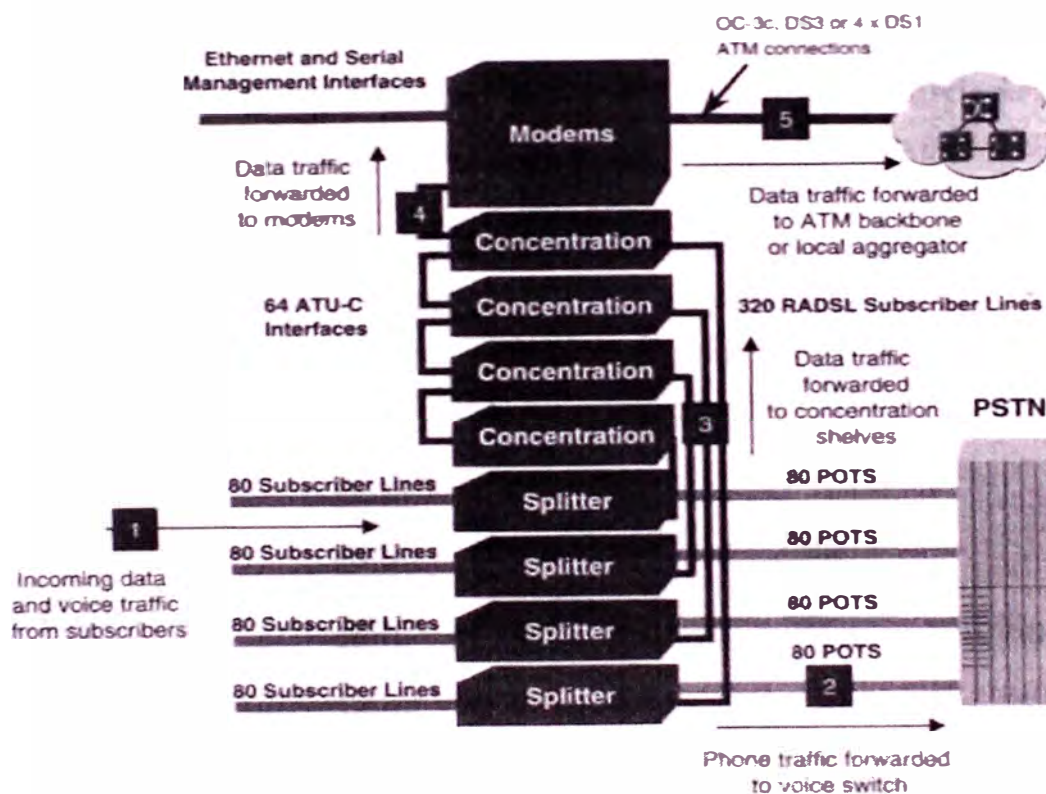 OC-3c, DS3 or 4 x DS1
ATM connections
Ethernet and Serial
Management Interfaces
Modems
5
Data traffic
forwarded
to modems
4
Data traffic forwarded
to ATM backbone
or local aggregator
Concentration
64 ATU-C
Interfaces
Concentration
320 RADSL Subscriber Lines
Concentration
Data traffic
forwarded
to concentration
shelves
3
PSTN
Concentration
80 Subscriber Lines
Splitter
80 POTS
1
80 Subscriber Lines
Splitter
80 POTS
Incoming data
and voice traffic
from subscribers
80 Subscriber Lines
Splitter
80 POTS
80 Subscriber Lines
Splitter
80 POTS
2
Phone traffic forwarded
to voice switch